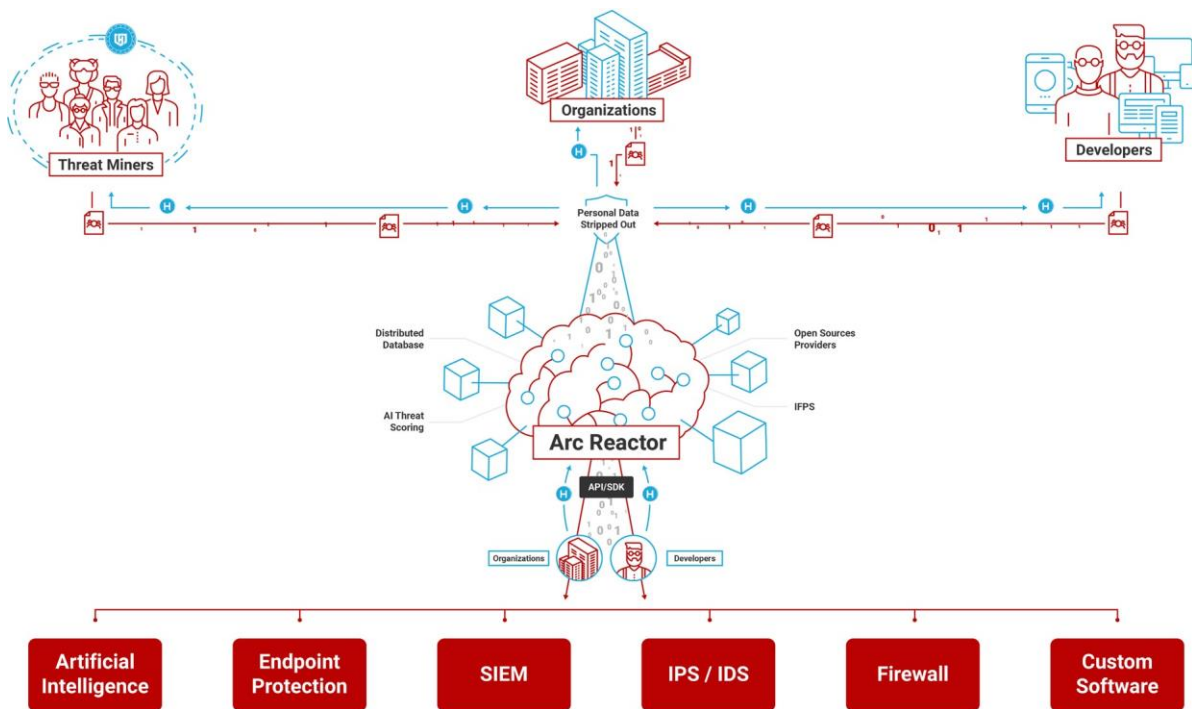 Threat Miners
Organizations
Developers
H
H
H
H
H
Personal Data
Stripped Out
Distributed
Database
Open Sources
Providers
AI Threat
Scoring
IFPS
Arc Reactor
API/SDK
H
H
Organizations
Developers
Artificial
Intelligence
Endpoint
Protection
SIEM
IPS / IDS
Firewall
Custom
Software